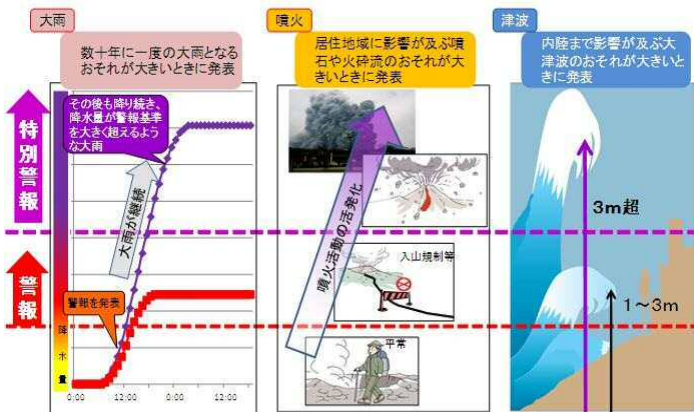 大雨
数十年に一度の大雨となる
おそれが大きいときに発表
噴火
居住地域に影響が及ぶ噴
石や火砕流のおそれが大
きいときに発表
津波
内陸まで影響が及ぶ大
津波のおそれが大きいと
きに発表
特別警報
警報
その後も降り続き、
降水量が警報基準
を大きく超えるよう
な大雨
大雨が継続
警報を発表
降水量
0:00
12:00
0:00
12:00
噴火活動の活発化
入山規制等
平常
3m超
1～3m